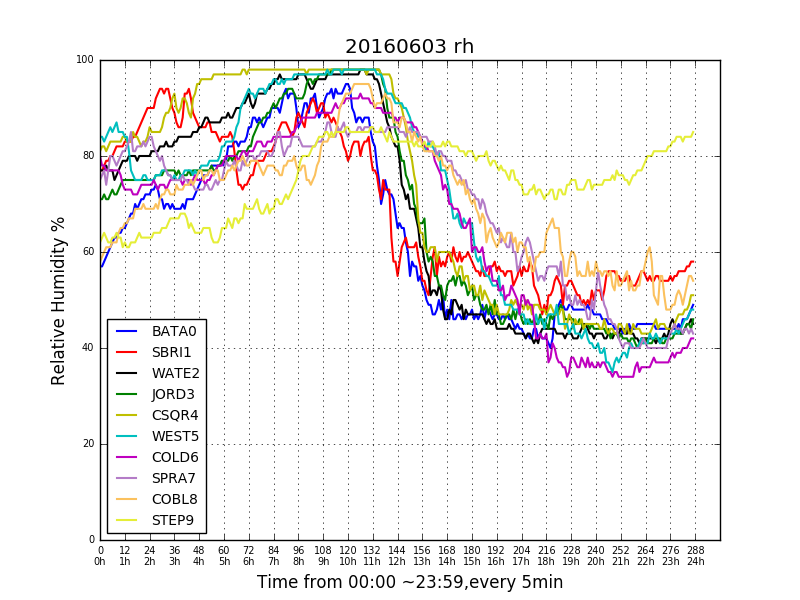 20160603 rh
Relative Humidity %
100
80
60
40
20
0
BATA0
SBRI1
WATE2
JORD3
CSQR4
WEST5
COLD6
SPRA7
COBL8
STEP9
0 12 24 36 48 60 72 84 96 108 120 132 144 156 168 180 192 204 216 228 240 252 264 276 288
0h 1h 2h 3h 4h 5h 6h 7h 8h 9h 10h 11h 12h 13h 14h 15h 16h 17h 18h 19h 20h 21h 22h 23h 24h
Time from 00:00 ~23:59,every 5min